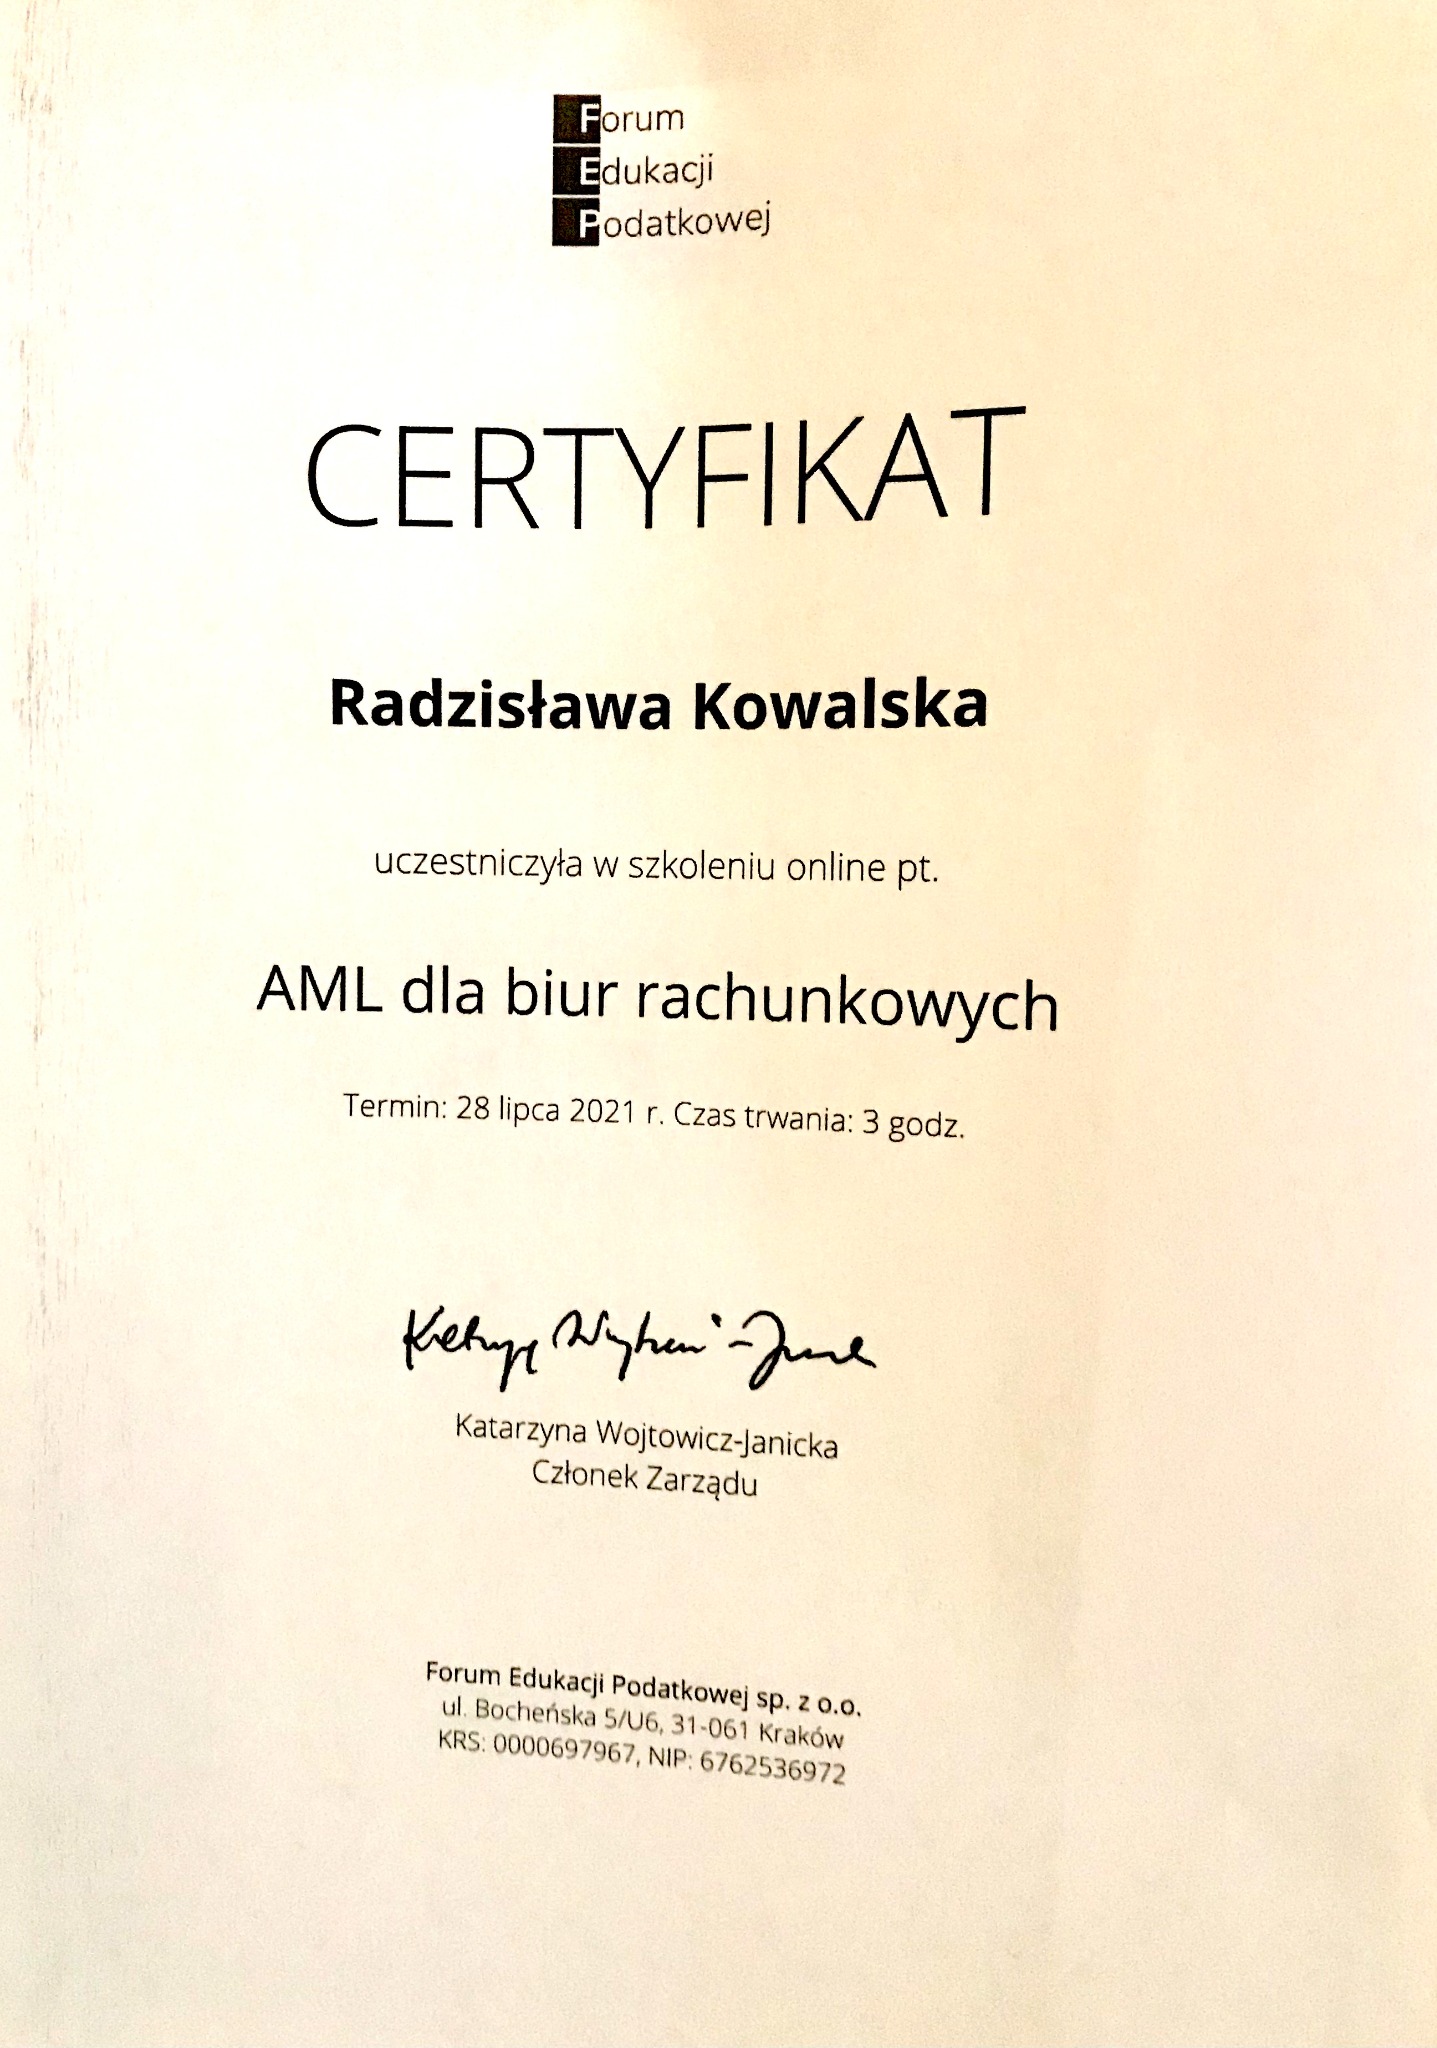 Forum
Edukacji
Podatkowej
CERTYFIKAT
Radzisława Kowalska
uczestniczyła w szkoleniu online pt.
AML dla biur rachunkowych
Termin: 28 lipca 2021 r. Czas trwania: 3 godz.
Katarzyna Wojtowicz-Janicka
Członek Zarządu
Forum Edukacji Podatkowej sp. z o.o.
ul. Bocheńska 5/U6, 31-061 Kraków
KRS: 0000697967, NIP: 6762536972